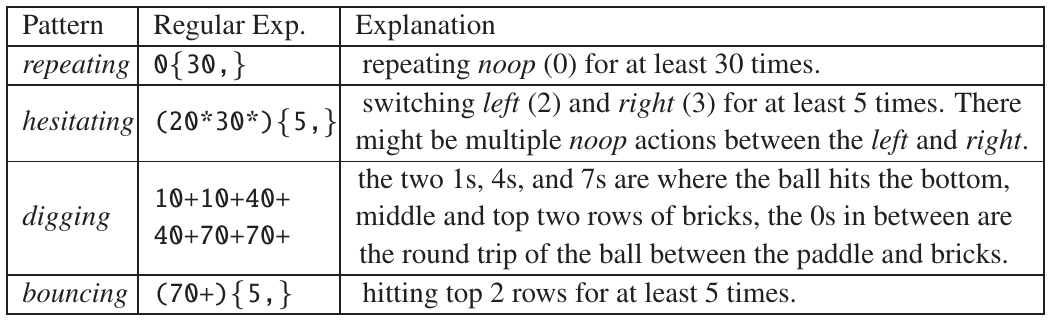 Pattern Regular Exp. Explanation
repeating 0{30,} repeating noop (0) for at least 30 times.
hesitating (20*30*){5,} switching left (2) and right (3) for at least 5 times. There
might be multiple noop actions between the left and right.
digging 10+10+40+
40+70+70+
the two 1s, 4s, and 7s are where the ball hits the bottom,
middle and top two rows of bricks, the 0s in between are
the round trip of the ball between the paddle and bricks.
bouncing (70+){5,} hitting top 2 rows for at least 5 times.